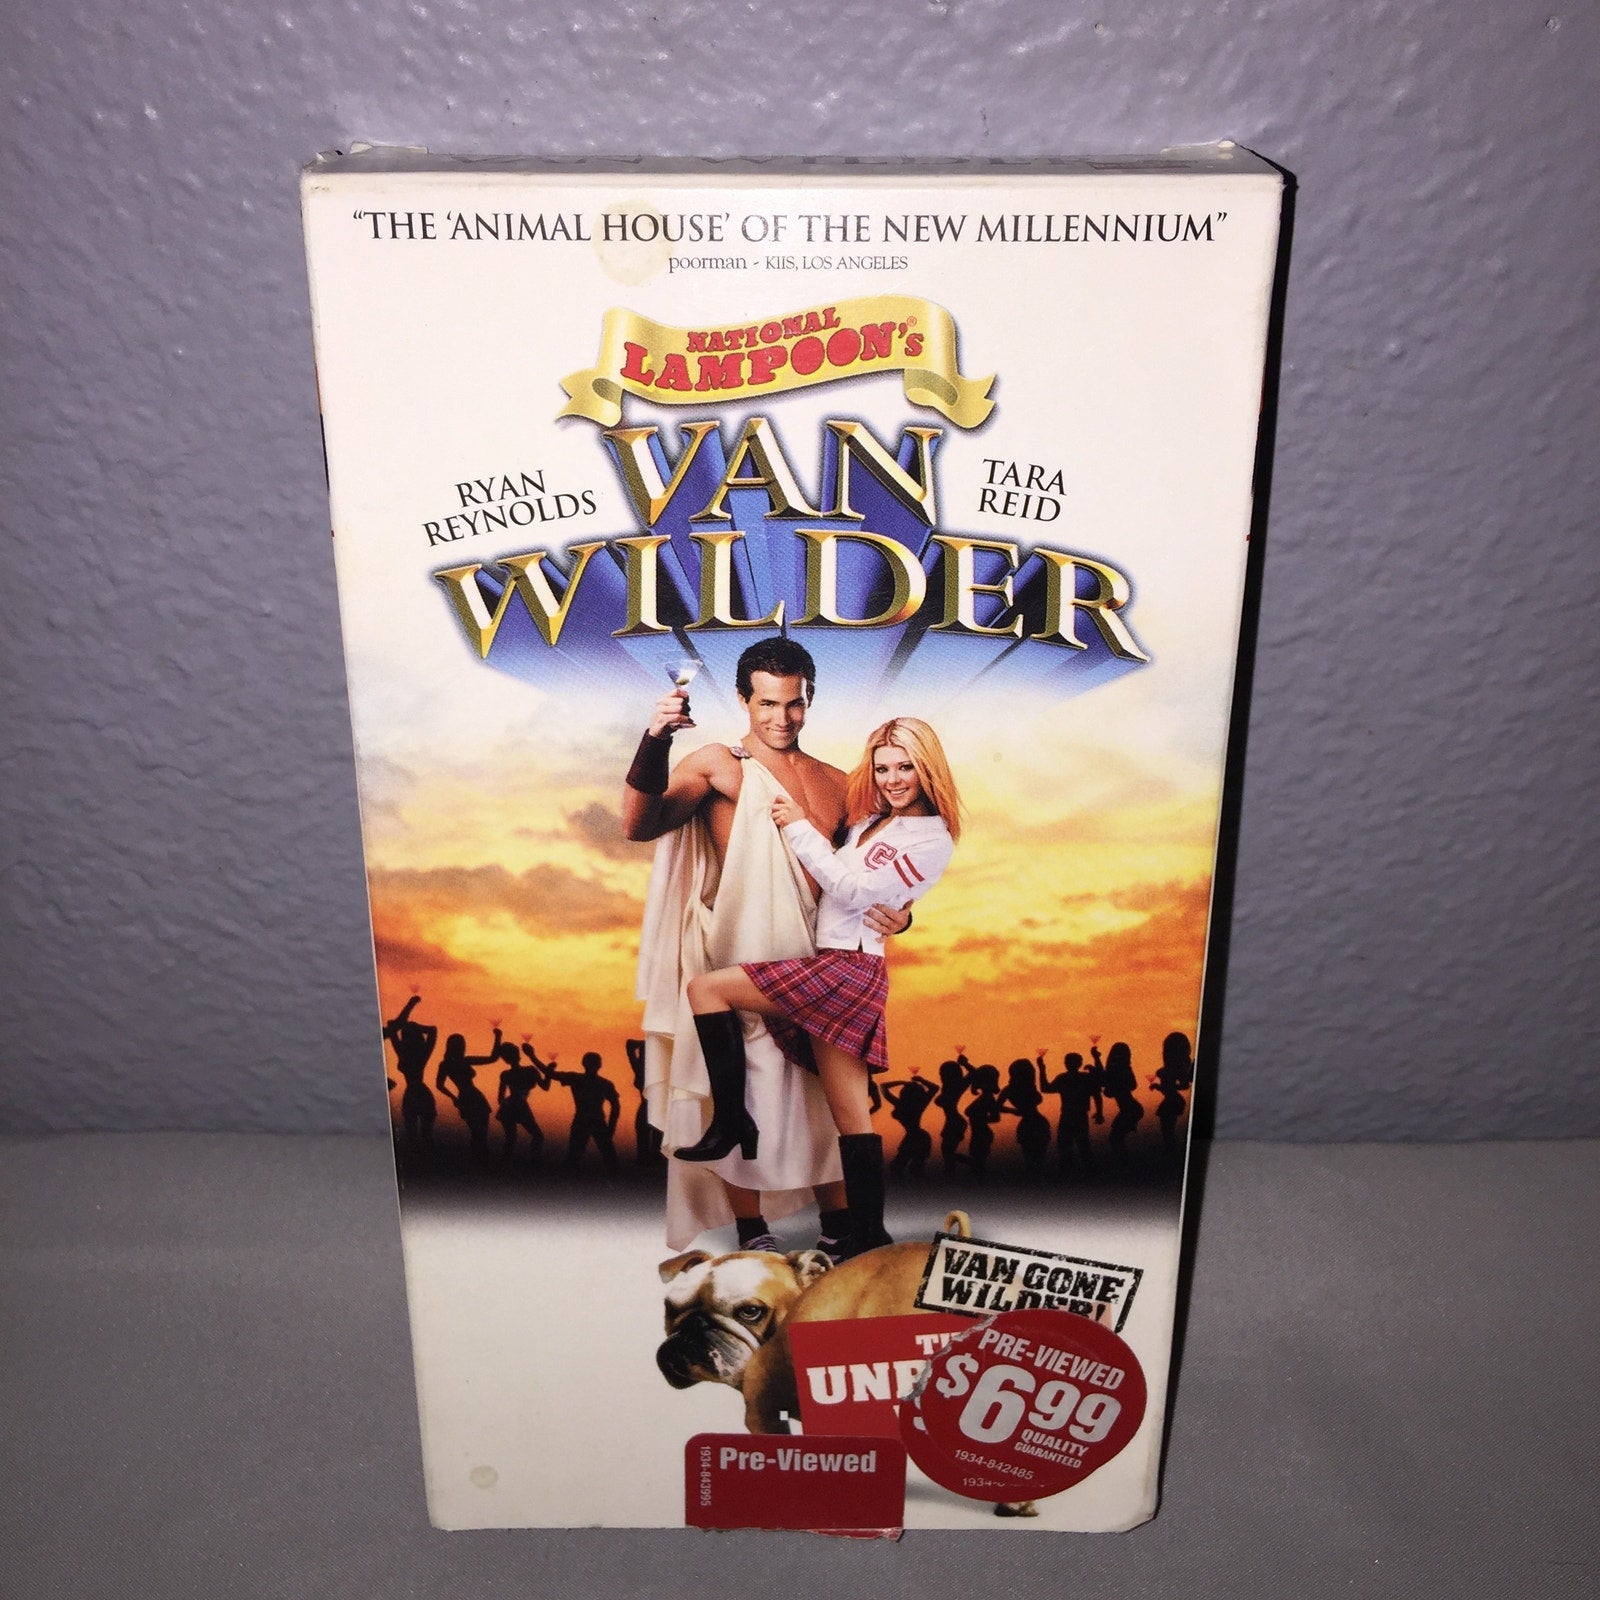 "THE 'ANIMAL HOUSE' OF THE NEW MILLENNIUM"
poorman - KIIS, LOS ANGELES
NATIONAL
LAMPOON'S®
VAN
WILDER
RYAN
REYNOLDS
TARA
REID
VAN GONE
WILDER!
PRE-VIEWED
$6.99
QUALITY
GUARANTEED
1934-842485
Pre-Viewed
1934-843995